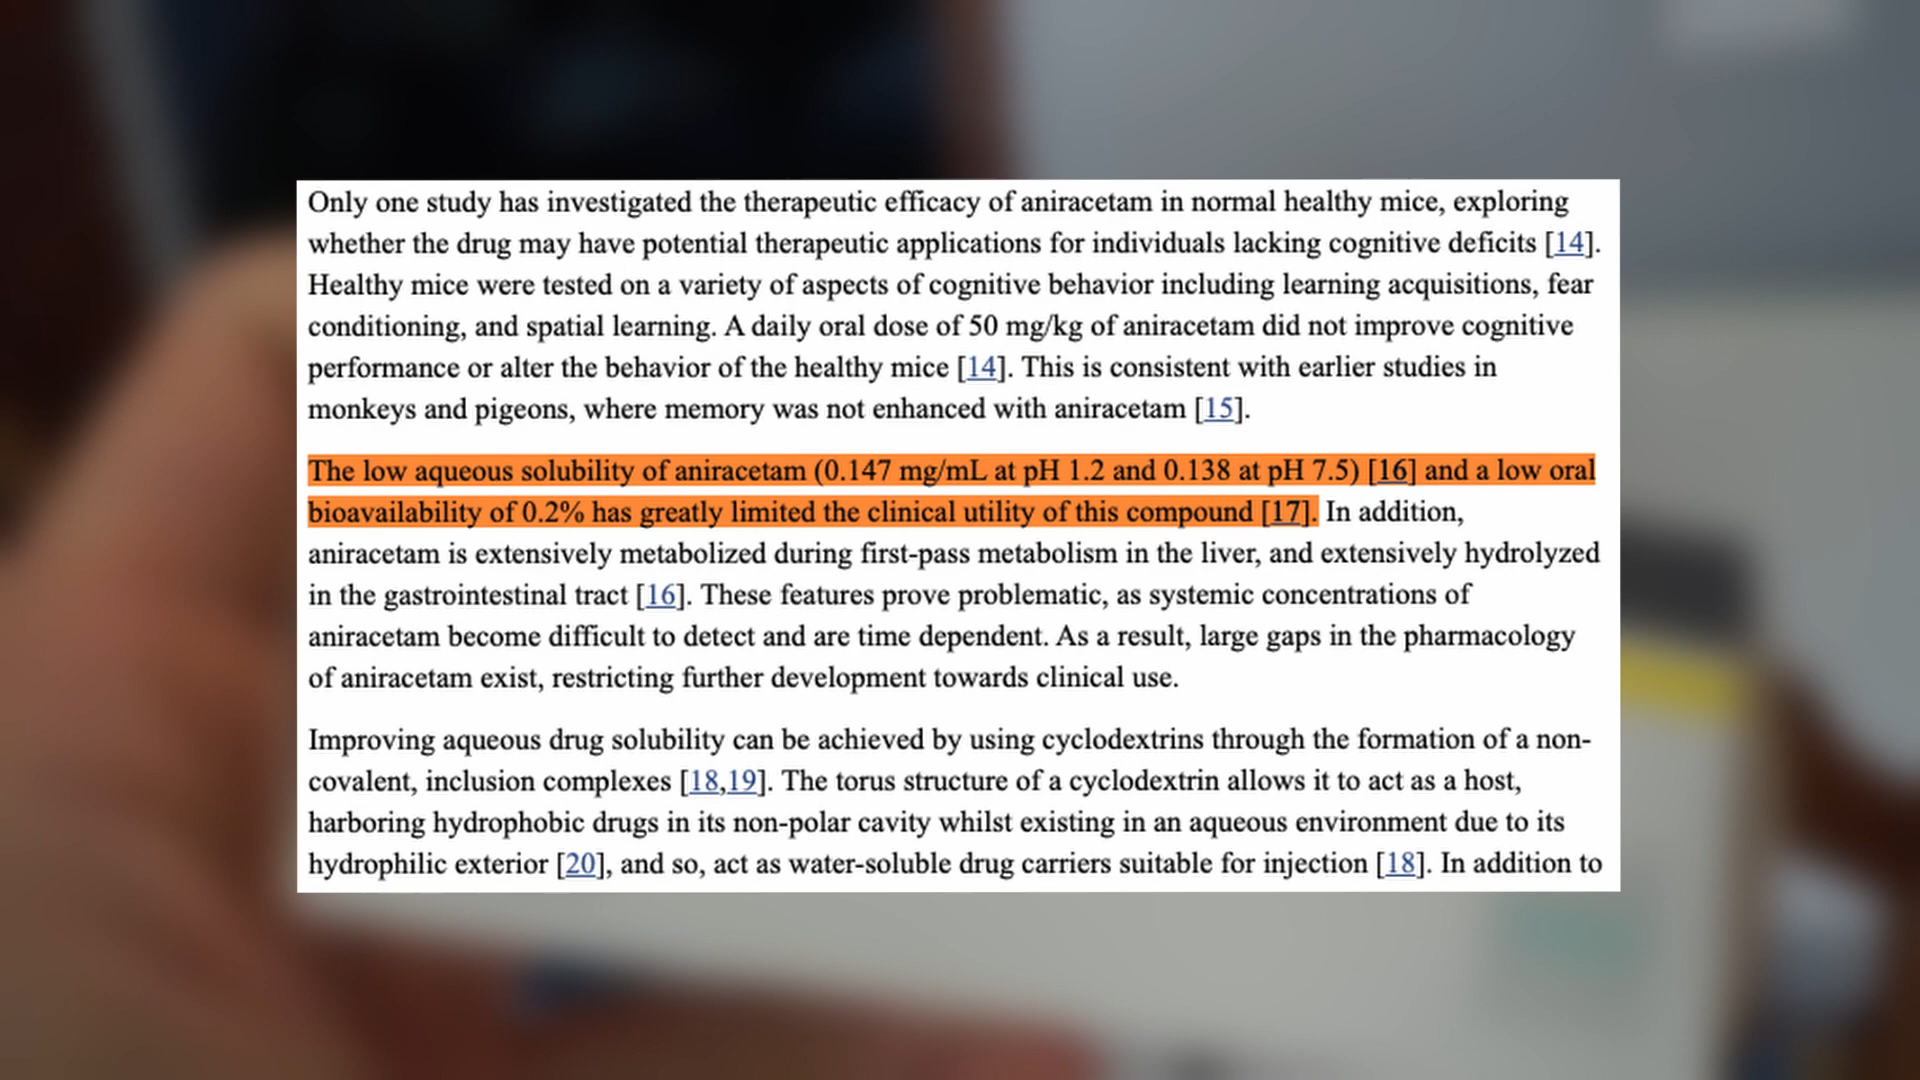 Only one study has investigated the therapeutic efficacy of aniracetam in normal healthy mice, exploring
whether the drug may have potential therapeutic applications for individuals lacking cognitive deficits [14].
Healthy mice were tested on a variety of aspects of cognitive behavior including learning acquisitions, fear
conditioning, and spatial learning. A daily oral dose of 50 mg/kg of aniracetam did not improve cognitive
performance or alter the behavior of the healthy mice [14]. This is consistent with earlier studies in
monkeys and pigeons, where memory was not enhanced with aniracetam [15].
The low aqueous solubility of aniracetam (0.147 mg/mL at pH 1.2 and 0.138 at pH 7.5) [16] and a low oral
bioavailability of 0.2% has greatly limited the clinical utility of this compound [17]. In addition,
aniracetam is extensively metabolized during first-pass metabolism in the liver, and extensively hydrolyzed
in the gastrointestinal tract [16]. These features prove problematic, as systemic concentrations of
aniracetam become difficult to detect and are time dependent. As a result, large gaps in the pharmacology
of aniracetam exist, restricting further development towards clinical use.
Improving aqueous drug solubility can be achieved by using cyclodextrins through the formation of a non-
covalent, inclusion complexes [18,19]. The torus structure of a cyclodextrin allows it to act as a host,
harboring hydrophobic drugs in its non-polar cavity whilst existing in an aqueous environment due to its
hydrophilic exterior [20], and so, act as water-soluble drug carriers suitable for injection [18]. In addition to